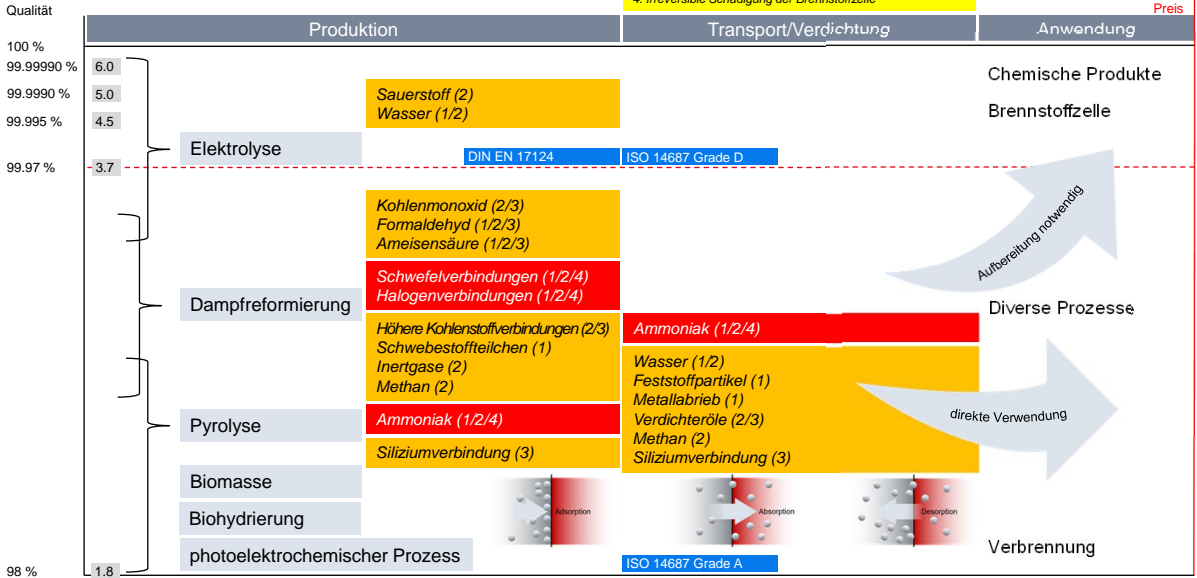 4. Irreversible Schädigung der Brennstoffzelle
Qualität
Preis
Produktion
Transport/Verdichtung
Anwendung
100 %
99.99990 %
6.0
99.9990 %
5.0
99.995 %
4.5
99.97 %
3.7
98 %
1.8
Elektrolyse
Dampfreformierung
Pyrolyse
Biomasse
Biohydrierung
photoelektrochemischer Prozess
Sauerstoff (2)
Wasser (1/2)
DIN EN 17124
ISO 14687 Grade D
Kohlenmonoxid (2/3)
Formaldehyd (1/2/3)
Ameisensäure (1/2/3)
Schwefelverbindungen (1/2/4)
Halogenverbindungen (1/2/4)
Höhere Kohlenstoffverbindungen (2/3)
Schwebestoffteilchen (1)
Inertgase (2)
Methan (2)
Ammoniak (1/2/4)
Siliziumverbindung (3)
Ammoniak (1/2/4)
Wasser (1/2)
Feststoffpartikel (1)
Metallabrieb (1)
Verdichteröle (2/3)
Methan (2)
Siliziumverbindung (3)
Adsorption
Absorption
Desorption
ISO 14687 Grade A
Chemische Produkte
Brennstoffzelle
Aufbereitung notwendig
Diverse Prozesse
direkte Verwendung
Verbrennung